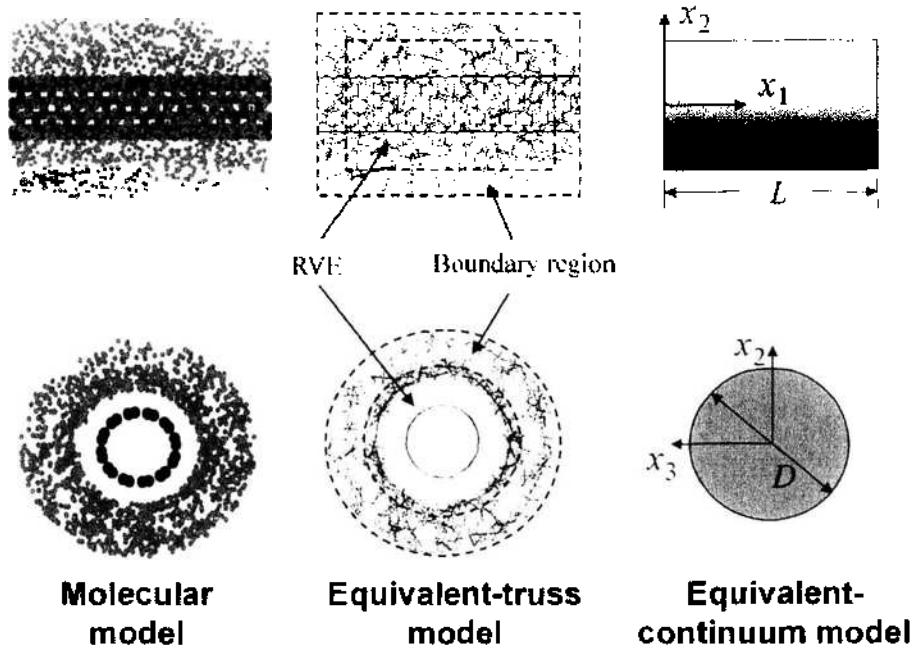 x₂
x₁
L
RVE
Boundary region
x₂
x₃
D
Molecular
model
Equivalent-truss
model
Equivalent-
continuum model